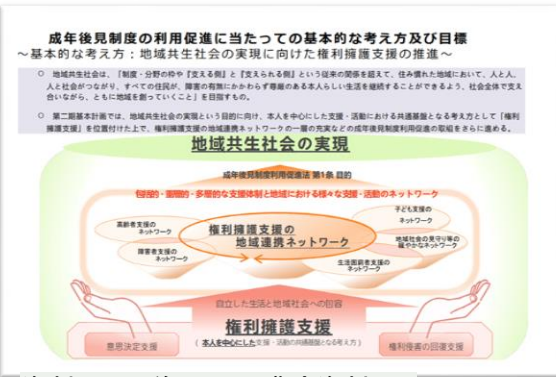 成年後見制度の利用促進に当たっての基本的な考え方及び目標
～基本的な考え方：地域共生社会の実現に向けた権利擁護支援の推進～
○ 地域共生社会は、「制度・分野の枠や『支える側』と『支えられる側』という従来の関係を超えて、住み慣れた地域において、人と人、
人と社会がつながり、すべての住民が、障害の有無にかかわらず尊厳のある本人らしい生活を継続することができるよう、社会全体で支え
合いながら、ともに地域を創っていくこと」を目指すもの。
○ 第二期基本計画では、地域共生社会の実現という目的に向け、本人を中心にした支援・活動における共通基盤となる考え方として「権利
擁護支援」を位置付けた上で、権利擁護支援の地域連携ネットワークの一層の充実などの成年後見制度利用促進の取組をさらに進める。
地域共生社会の実現
成年後見制度利用促進法 第1条 目的
包括的・重層的・多層的な支援体制と地域における様々な支援・活動のネットワーク
高齢者支援の
ネットワーク
障害者支援の
ネットワーク
権利擁護支援の
地域連携ネットワーク
子ども支援の
ネットワーク
地域社会の見守り等の
緩やかなネットワーク
生活困窮者支援の
ネットワーク
自立した生活と地域社会への包容
権利擁護支援
（本人を中心にした支援・活動の共通基盤となる考え方）
意思決定支援
権利侵害の回復支援